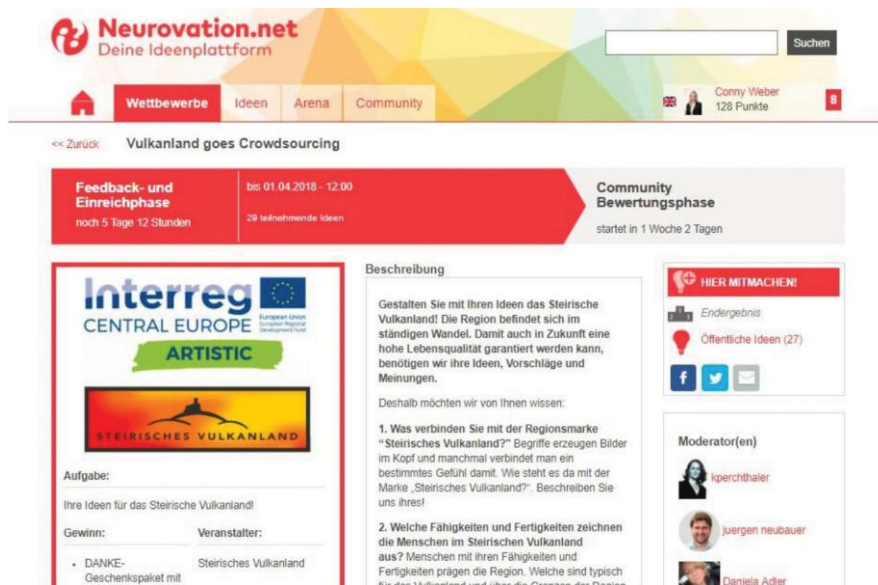 Neurovation.net
Deine Ideenplattform
Suchen
Wettbewerbe
Ideen
Arena
Community
Conny Weber
128 Punkte
8
<< Zurück
Vulkanland goes Crowdsourcing
Feedback- und
Einreichphase
noch 5 Tage 12 Stunden
bis 01.04.2018 - 12:00
29 teilnehmende Ideen
Community
Bewertungsphase
startet in 1 Woche 2 Tagen
Interreg
CENTRAL EUROPE
European Union
European Regional
Development Fund
ARTISTIC
STEIRISCHES VULKANLAND
Aufgabe:
Ihre Ideen für das Steirische Vulkanland!
Gewinn:
Veranstalter:
• DANKE-
Geschenkspaket mit
Steirisches Vulkanland
Beschreibung
Gestalten Sie mit Ihren Ideen das Steirische
Vulkanland! Die Region befindet sich im
ständigen Wandel. Damit auch in Zukunft eine
hohe Lebensqualität garantiert werden kann,
benötigen wir ihre Ideen, Vorschläge und
Meinungen.
Deshalb möchten wir von Ihnen wissen:
1. Was verbinden Sie mit der Regionsmarke
"Steirisches Vulkanland?" Begriffe erzeugen Bilder
im Kopf und manchmal verbindet man ein
bestimmtes Gefühl damit. Wie steht es da mit der
Marke „Steirisches Vulkanland?". Beschreiben Sie
uns ihres!
2. Welche Fähigkeiten und Fertigkeiten zeichnen
die Menschen im Steirischen Vulkanland
aus? Menschen mit ihren Fähigkeiten und
Fertigkeiten prägen die Region. Welche sind typisch
für das Vulkanland und über die Grenzen der Region
HIER MITMACHEN!
Endergebnis
Öffentliche Ideen (27)
Moderator(en)
kperchthaler
juergen neubauer
Daniela Adler